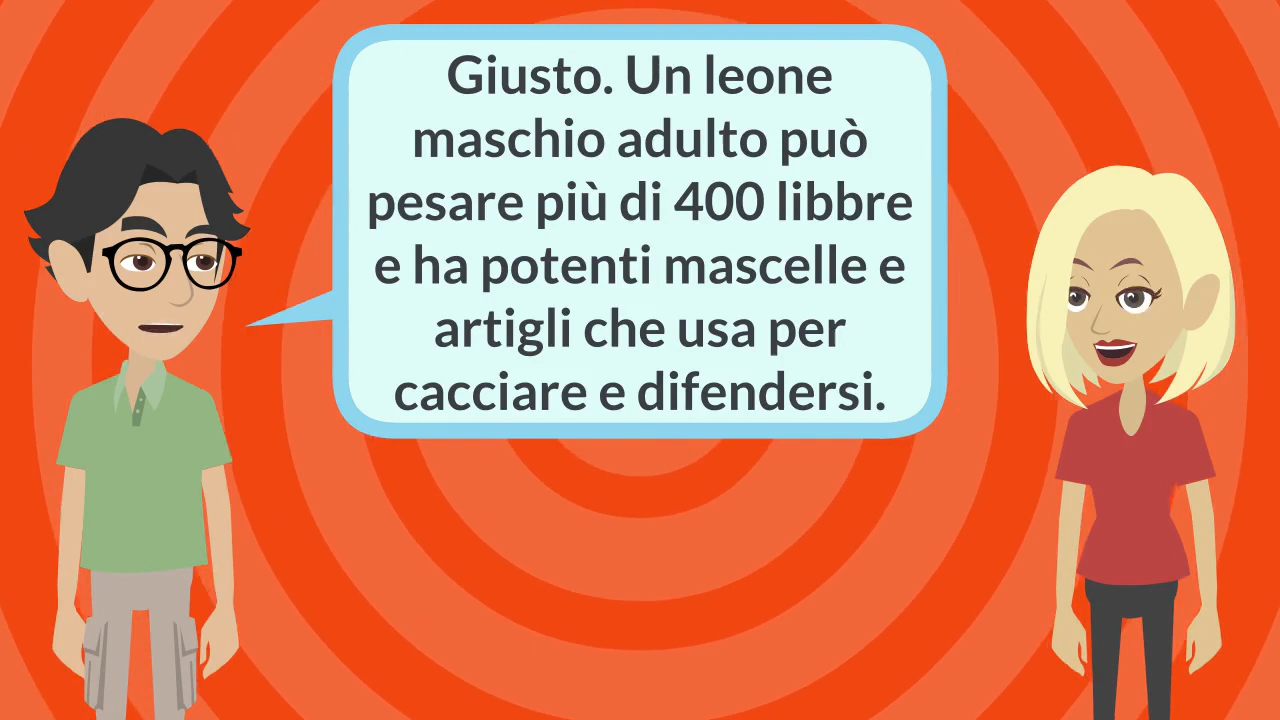 Giusto. Un leone
maschio adulto può
pesare più di 400 libbre
e ha potenti mascelle e
artigli che usa per
cacciare e difendersi.